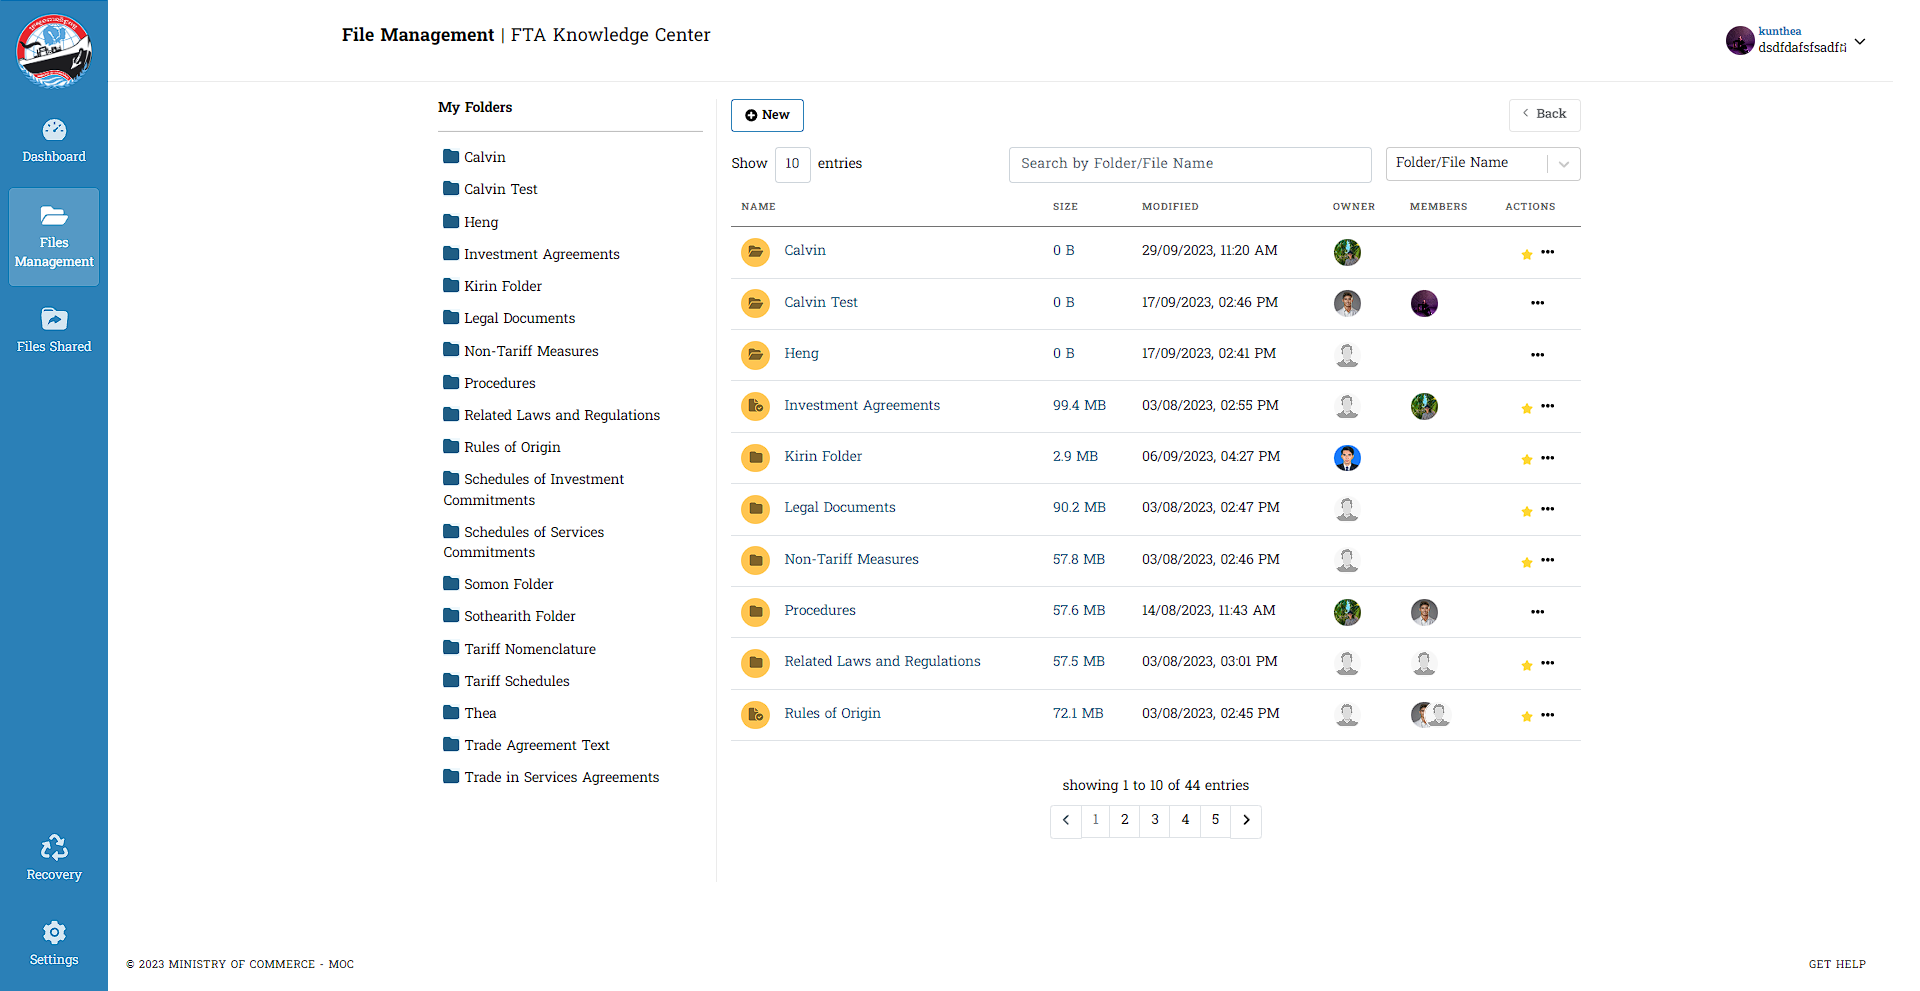 File Management | FTA Knowledge Center
kunthea
Dashboard
Files
Management
Files Shared
Recovery
Settings
My Folders
Calvin
Calvin Test
Heng
Investment Agreements
Kirin Folder
Legal Documents
Non-Tariff Measures
Procedures
Related Laws and Regulations
Rules of Origin
Schedules of Investment
Commitments
Schedules of Services
Commitments
Somon Folder
Sothearith Folder
Tariff Nomenclature
Tariff Schedules
Thea
Trade Agreement Text
Trade in Services Agreements
New
Back
Show 10 entries
Search by Folder/File Name
Folder/File Name
NAME SIZE MODIFIED OWNER MEMBERS ACTIONS
Calvin 0 B 29/09/2023, 11:20 AM
Calvin Test 0 B 17/09/2023, 02:46 PM
Heng 0 B 17/09/2023, 02:41 PM
Investment Agreements 99.4 MB 03/08/2023, 02:55 PM
Kirin Folder 2.9 MB 06/09/2023, 04:27 PM
Legal Documents 90.2 MB 03/08/2023, 02:47 PM
Non-Tariff Measures 57.8 MB 03/08/2023, 02:46 PM
Procedures 57.6 MB 14/08/2023, 11:43 AM
Related Laws and Regulations 57.5 MB 03/08/2023, 03:01 PM
Rules of Origin 72.1 MB 03/08/2023, 02:45 PM
showing 1 to 10 of 44 entries
1 2 3 4 5
© 2023 MINISTRY OF COMMERCE - MOC
GET HELP